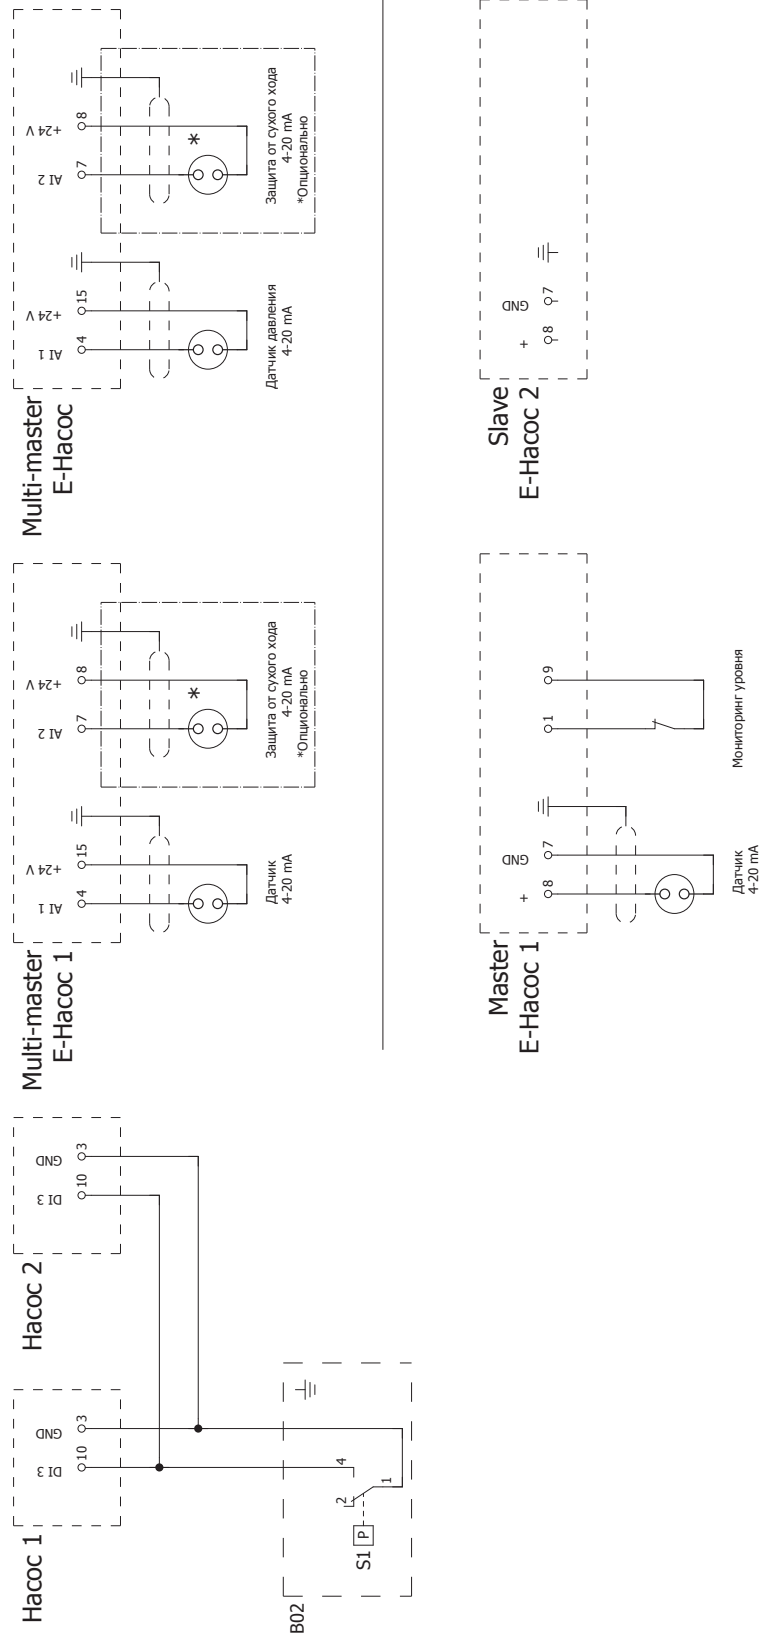 Насос 1
DI 3
10
GND
3
Насос 2
DI 3
10
GND
3
B02
S1
P
2
4
1
Multi-master
E-Насос 1
AI 1
4
+24 V
15
AI 2
7
+24 V
8
*
Датчик
4-20 mA
Защита от сухого хода
4-20 mA
*Опционально
Multi-master
E-Насос
AI 1
4
+24 V
15
AI 2
7
+24 V
8
*
Датчик давления
4-20 mA
Защита от сухого хода
4-20 mA
*Опционально
Master
E-Насос 1
+
8
GND
7
1
9
Датчик
4-20 mA
Мониторинг уровня
Slave
E-Насос 2
+
8
GND
7